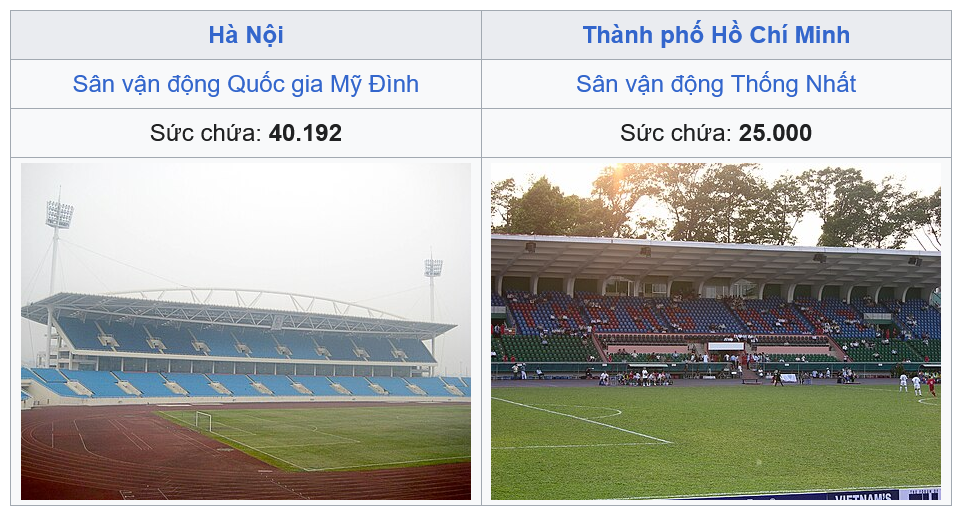 Hà Nội
Thành phố Hồ Chí Minh
Sân vận động Quốc gia Mỹ Đình
Sân vận động Thống Nhất
Sức chứa: 40.192
Sức chứa: 25.000
VIETNAM'S